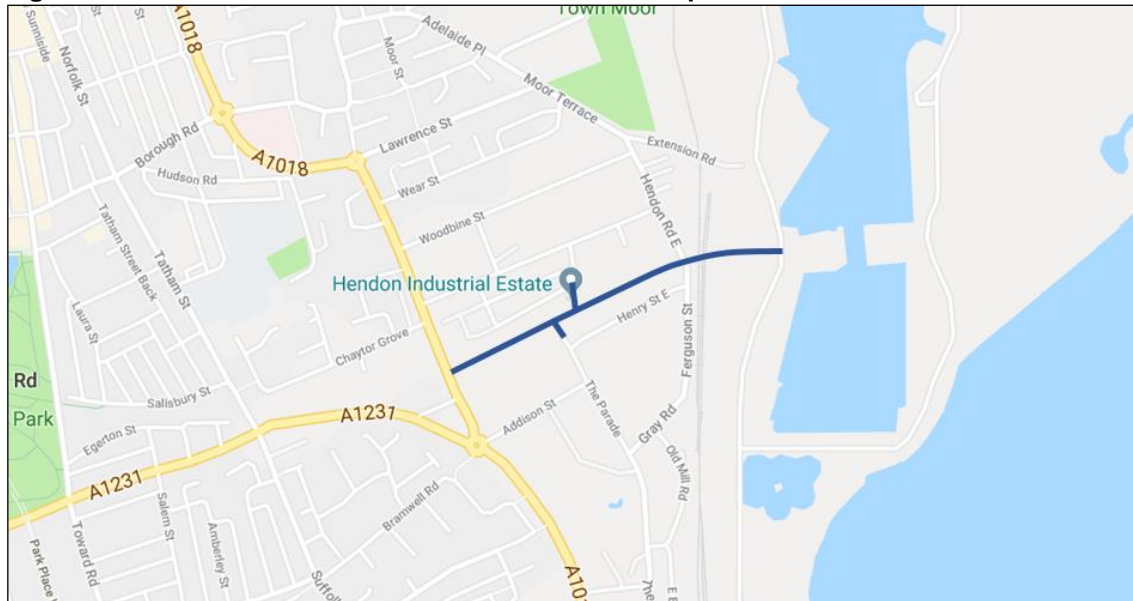 Town Moor
Sunniside
Norfolk St
A1018
Moor St
Adelaide Pl
Moor Terrace
Lawrence St
Borough Rd
A1018
Hudson Rd
Wear St
Extension Rd
Hendon Rd E
Woodbine St
Tatham Street Back
Tatham St
Hendon Industrial Estate
Henry St E
Ferguson St
Laura St
Chaytor Grove
Rd
Park
Salisbury St
The Parade
Egerton St
A1231
Addison St
Gray Rd
Old Mill Rd
A1231
Bramwell Rd
Salem St
Amberley St
Toward Rd
Park Place
Suffol
A10
The
E E